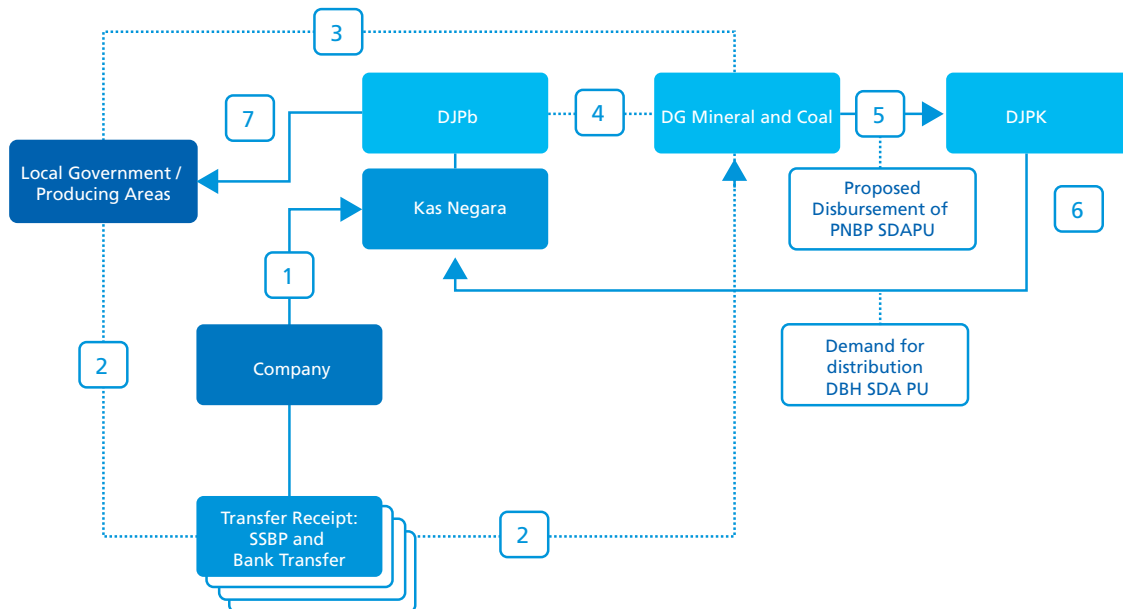 3
7
DJPb
4
DG Mineral and Coal
5
DJPK
Local Government /
Producing Areas
Kas Negara
Proposed
Disbursement of
PNBP SDAPU
6
1
2
Company
Demand for
distribution
DBH SDA PU
Transfer Receipt:
SSBP and
Bank Transfer
2